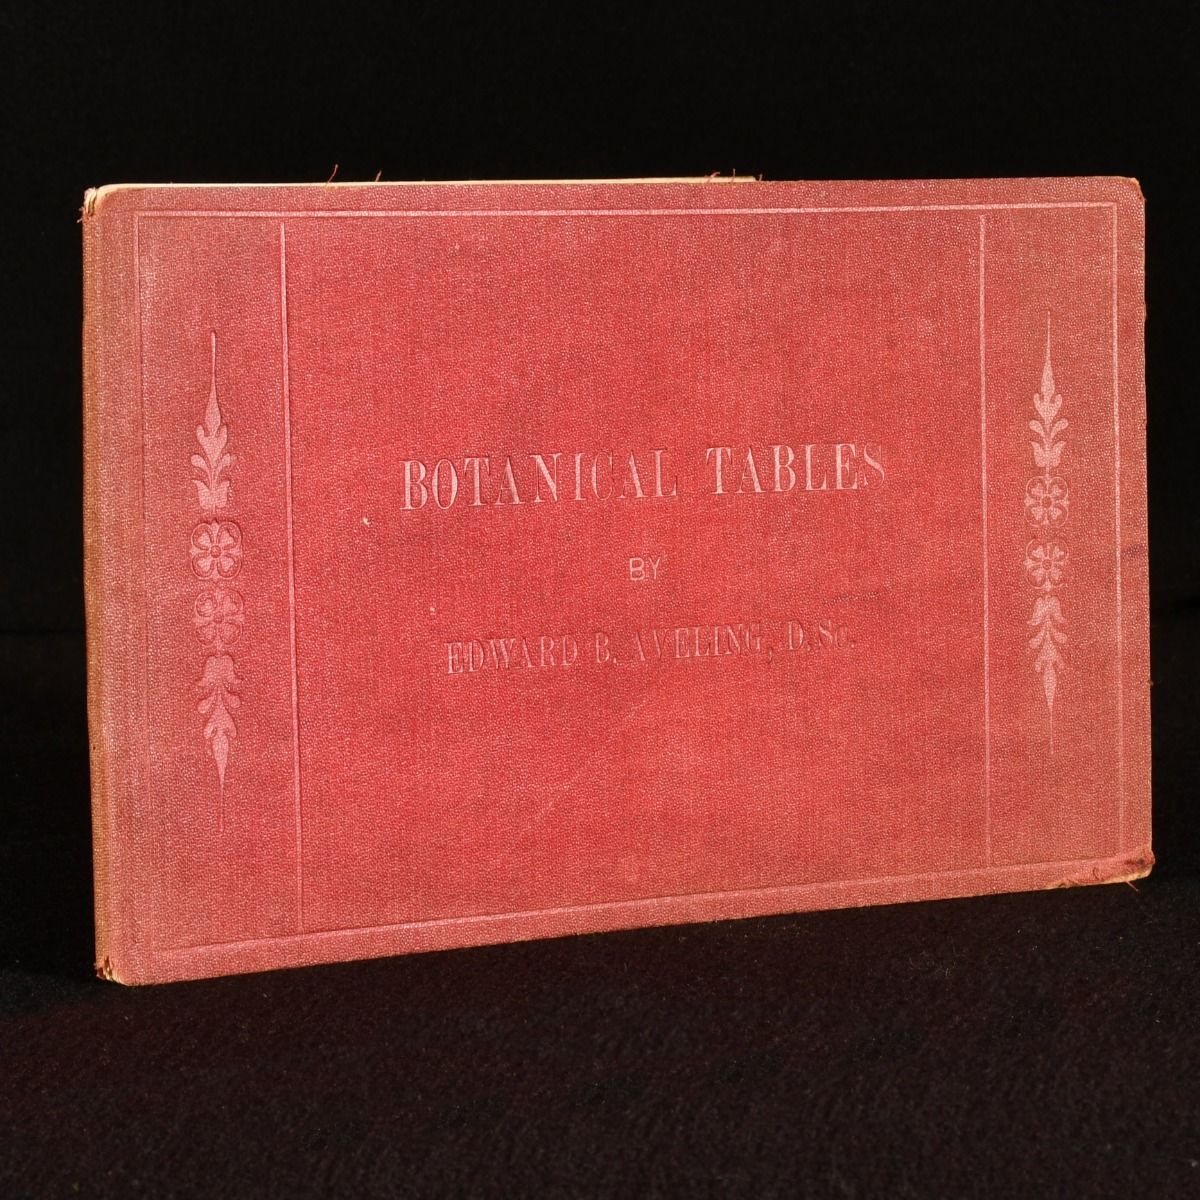 BOTANICAL TABLES
BY
EDWARD B. AVELING, D.Sc.